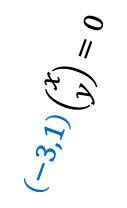 (−3,1) (x y) = 0